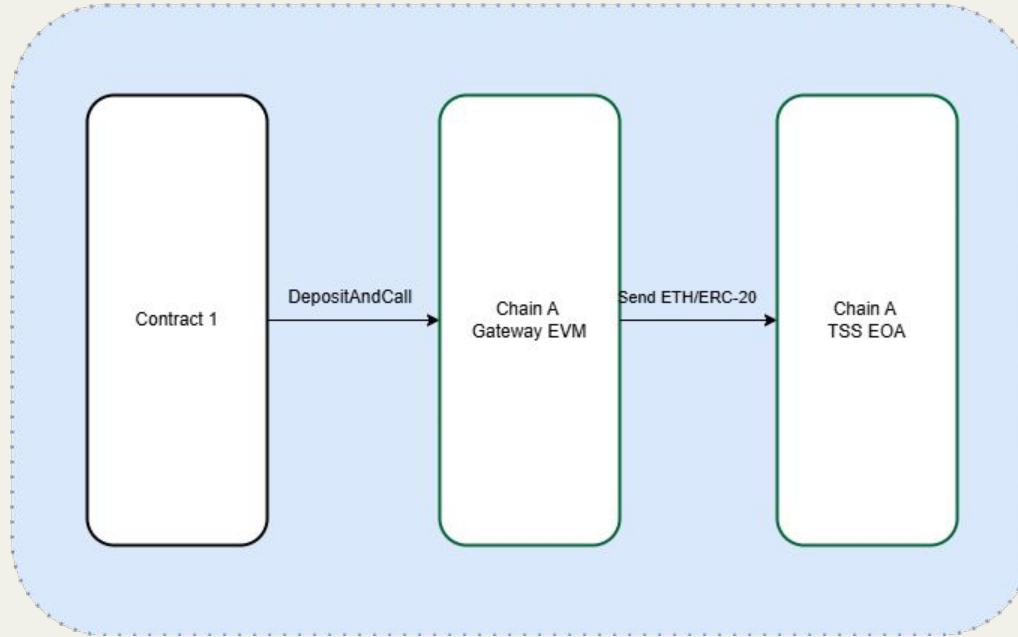 Contract 1
DepositAndCall
Chain A
Gateway EVM
Send ETH/ERC-20
Chain A
TSS EOA